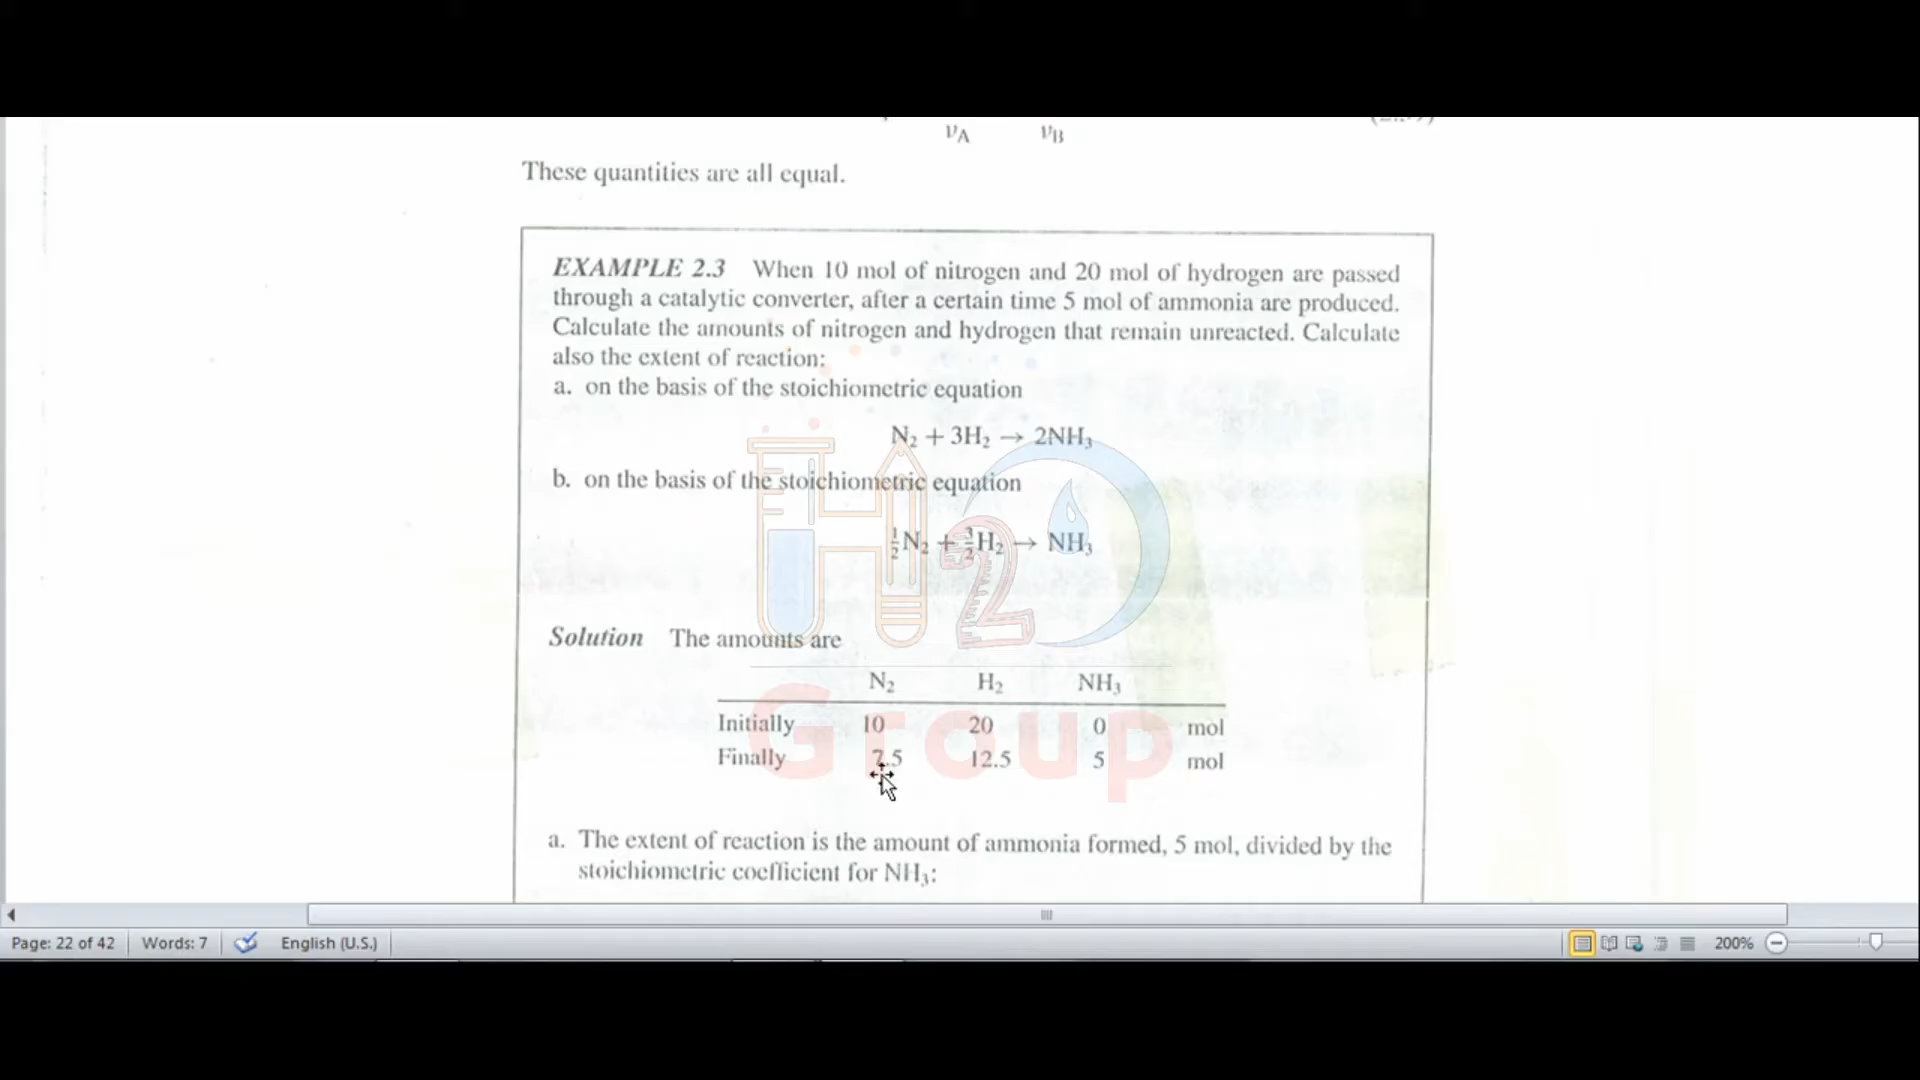 νA νB
These quantities are all equal.
EXAMPLE 2.3 When 10 mol of nitrogen and 20 mol of hydrogen are passed
through a catalytic converter, after a certain time 5 mol of ammonia are produced.
Calculate the amounts of nitrogen and hydrogen that remain unreacted. Calculate
also the extent of reaction:
a. on the basis of the stoichiometric equation
N₂ + 3H₂ → 2NH₃
b. on the basis of the stoichiometric equation
½N₂ + 3/2H₂ → NH₃
H2O
Solution The amounts are
N₂ H₂ NH₃
Group
Initially 10 20 0 mol
Finally 7.5 12.5 5 mol
a. The extent of reaction is the amount of ammonia formed, 5 mol, divided by the
stoichiometric coefficient for NH₃:
Page: 22 of 42 Words: 7 English (U.S.) 200%